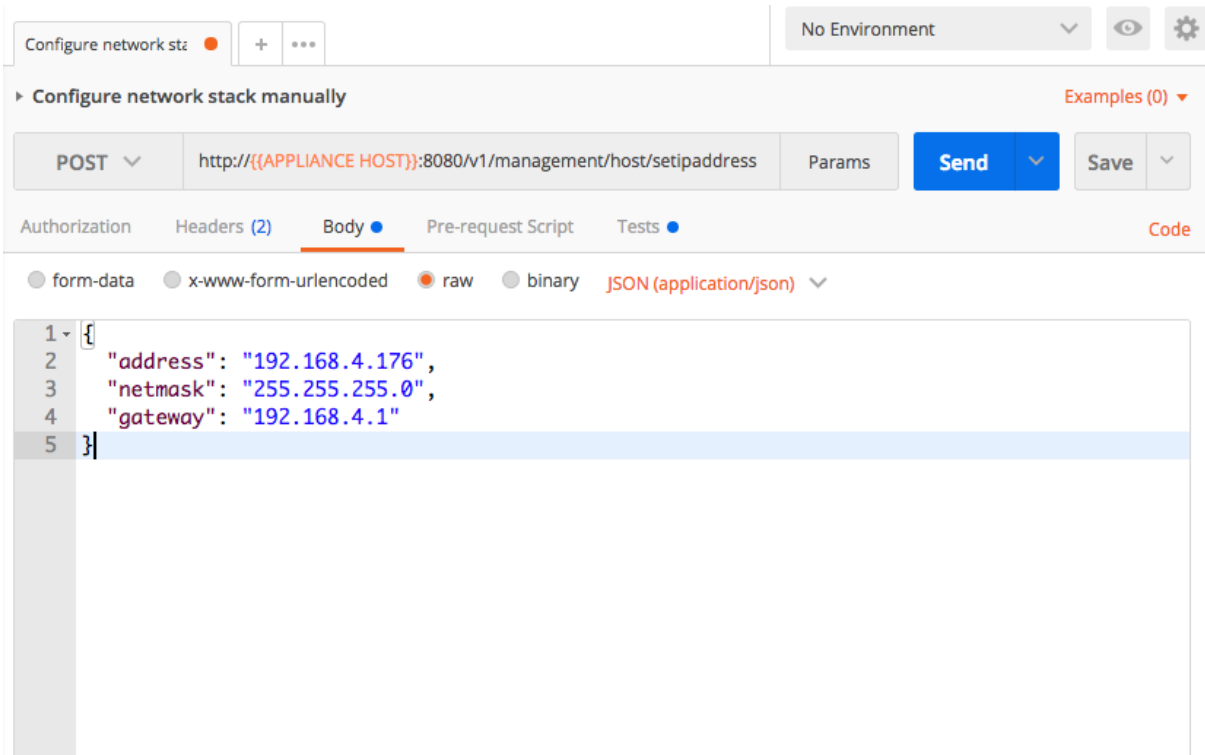 Configure network sta
+
No Environment
Configure network stack manually
Examples (0)
POST
http://{{APPLIANCE HOST}}:8080/v1/management/host/setipaddress
Params
Send
Save
Authorization
Headers (2)
Body
Pre-request Script
Tests
Code
form-data
x-www-form-urlencoded
raw
binary
JSON (application/json)
1 {
2 "address": "192.168.4.176",
3 "netmask": "255.255.255.0",
4 "gateway": "192.168.4.1"
5 }